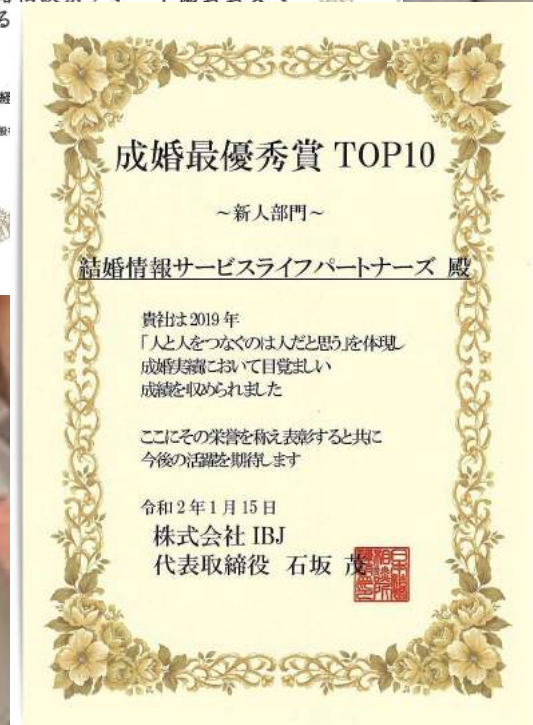 る
成婚最優秀賞 TOP10
～新人部門～
結婚情報サービスライフパートナーズ 殿
貴社は2019年
「人と人をつなぐのは人だと思う」を体現し
成婚実績において目覚ましい
成績を収められました
ここにその栄誉を称え表彰すると共に
今後の活躍を期待します
令和2年1月15日
株式会社 IBJ
代表取締役 石坂 茂